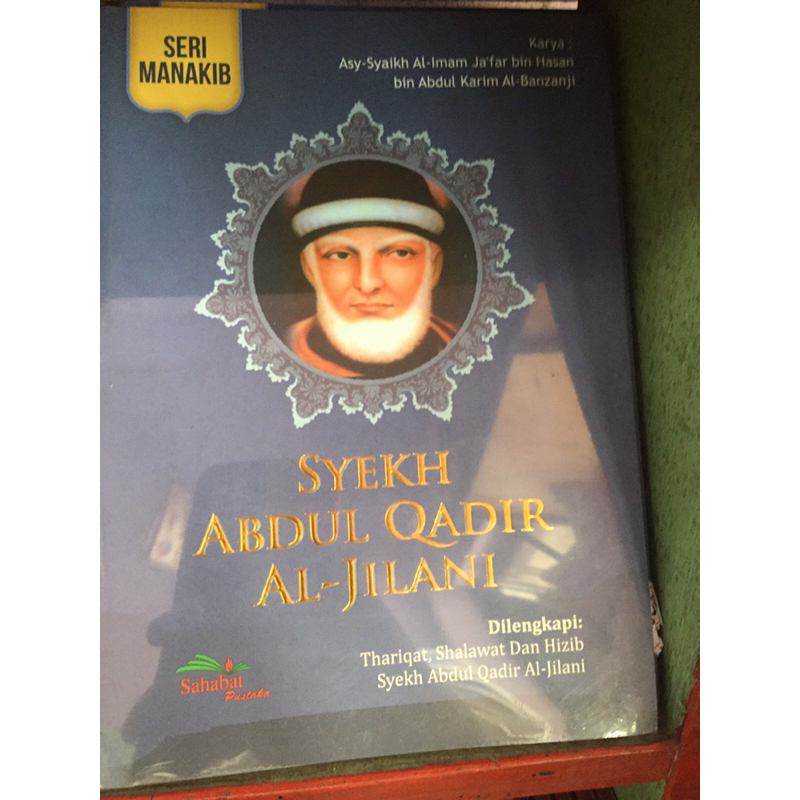 SERI
MANAKIB
Karya :
Asy-Syaikh Al-Imam Ja'far bin Hasan
bin Abdul Karim Al-Banzanji
SYEKH
ABDUL QADIR
AL-JILANI
Dilengkapi:
Thariqat, Shalawat Dan Hizib
Syekh Abdul Qadir Al-Jilani
Sahabat
Pustaka